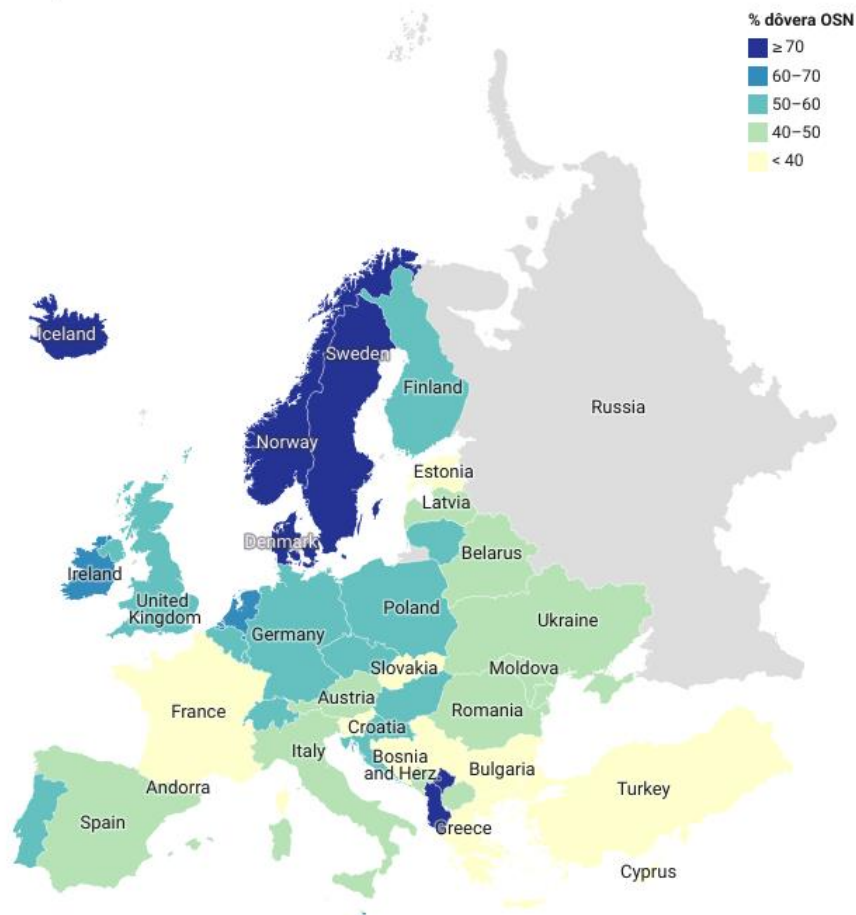 % dôvera OSN
≥ 70
60–70
50–60
40–50
< 40
Iceland
Sweden
Finland
Norway
Russia
Estonia
Latvia
Denmark
Belarus
Ireland
United
Kingdom
Poland
Ukraine
Germany
Slovakia
Moldova
Austria
France
Romania
Croatia
Italy
Bosnia
and Herz.
Bulgaria
Andorra
Turkey
Spain
Greece
Cyprus